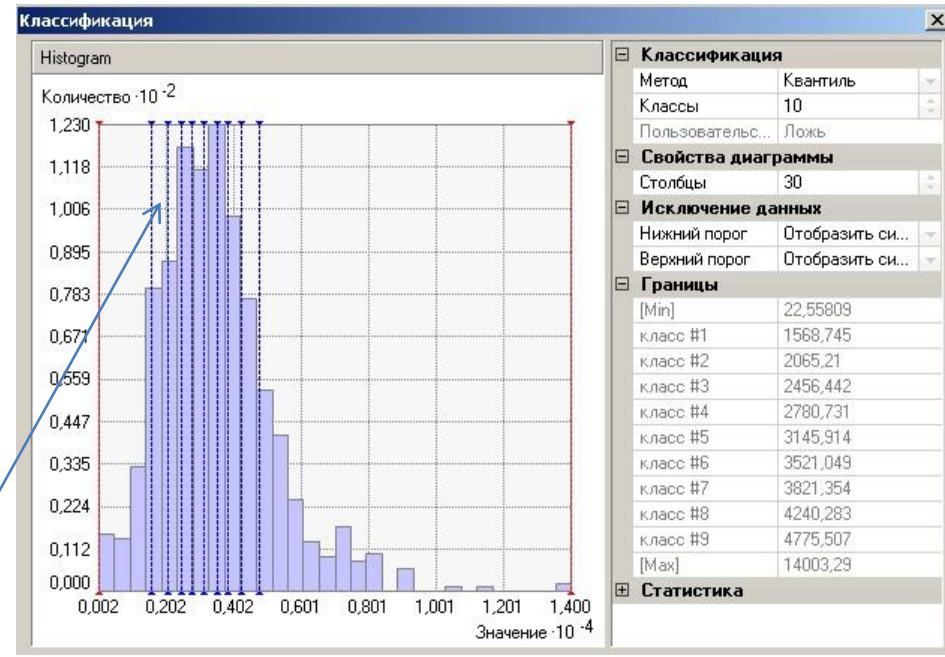 Классификация
Histogram
Количество ·10 -2
1,230
1,118
1,006
0,895
0,783
0,671
0,559
0,447
0,335
0,224
0,112
0,000
0,002 0,202 0,402 0,601 0,801 1,001 1,201 1,400
Значение ·10 -4
Классификация
Метод Квантиль
Классы 10
Пользовательс... Ложь
Свойства диаграммы
Столбцы 30
Исключение данных
Нижний порог Отобразить си...
Верхний порог Отобразить си...
Границы
[Min] 22,55809
класс #1 1568,745
класс #2 2065,21
класс #3 2456,442
класс #4 2780,731
класс #5 3145,914
класс #6 3521,049
класс #7 3821,354
класс #8 4240,283
класс #9 4775,507
[Max] 14003,29
Статистика